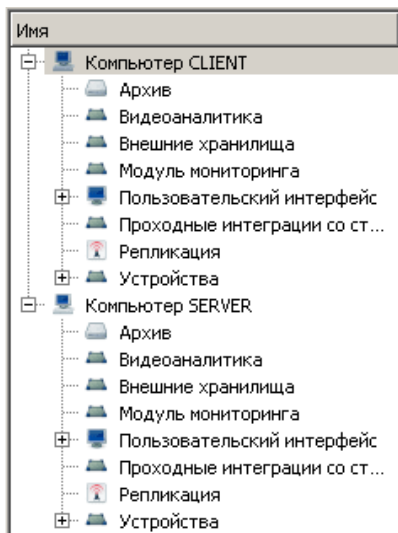 Имя
Компьютер CLIENT
Архив
Видеоаналитика
Внешние хранилища
Модуль мониторинга
Пользовательский интерфейс
Проходные интеграции со ст...
Репликация
Устройства
Компьютер SERVER
Архив
Видеоаналитика
Внешние хранилища
Модуль мониторинга
Пользовательский интерфейс
Проходные интеграции со ст...
Репликация
Устройства